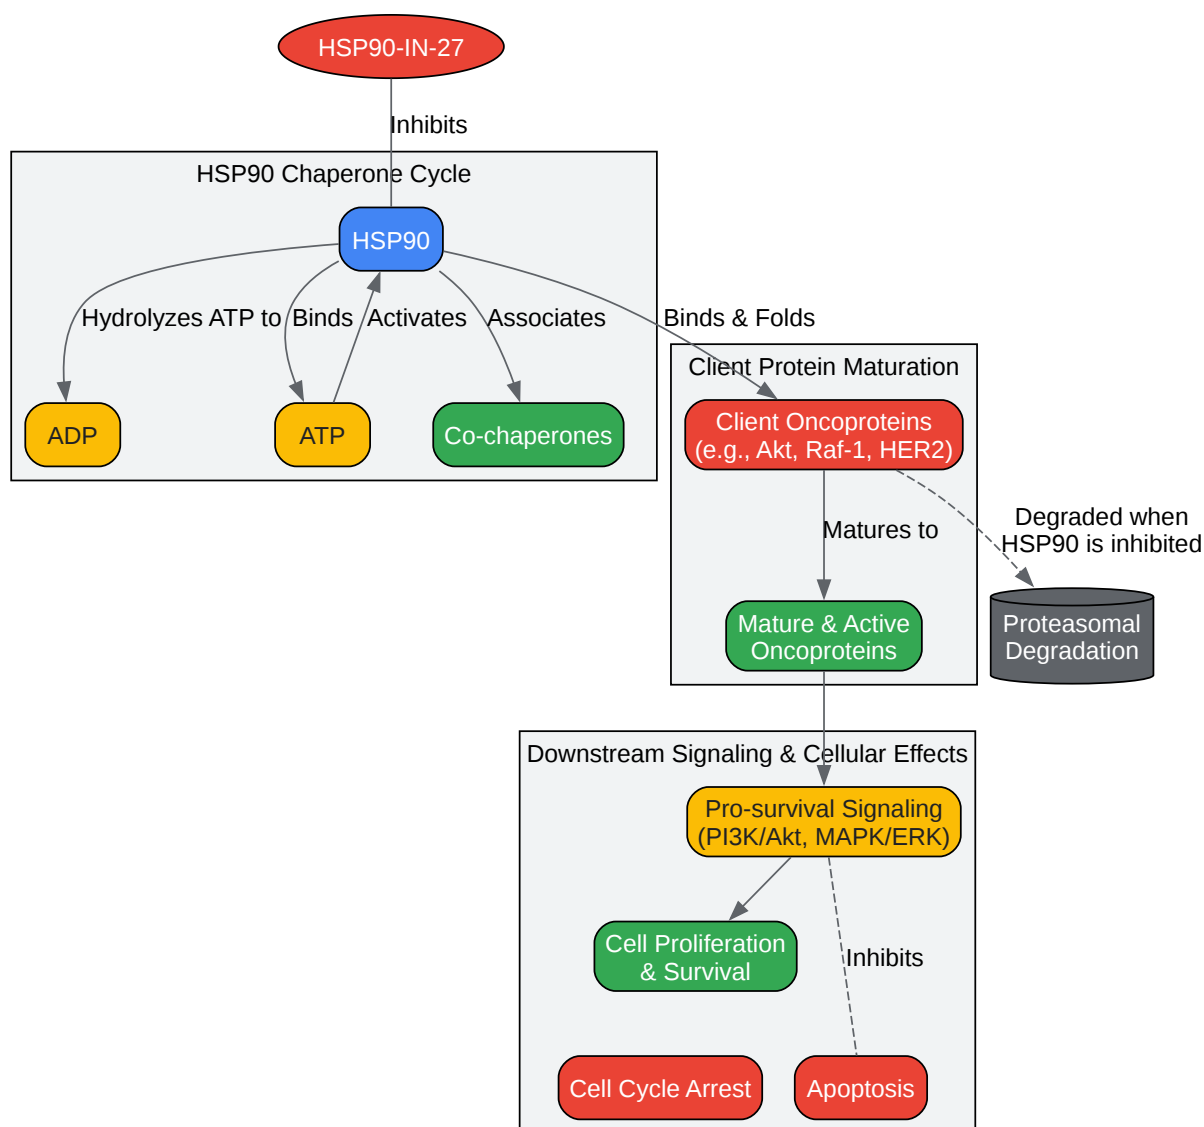 HSP90-IN-27
Inhibits
HSP90 Chaperone Cycle
HSP90
Hydrolyzes ATP to
Binds
Activates
Associates
Binds & Folds
ADP
ATP
Co-chaperones
Client Protein Maturation
Client Oncoproteins
(e.g., Akt, Raf-1, HER2)
Matures to
Degraded when
HSP90 is inhibited
Mature & Active
Oncoproteins
Proteasomal
Degradation
Downstream Signaling & Cellular Effects
Pro-survival Signaling
(PI3K/Akt, MAPK/ERK)
Cell Proliferation
& Survival
Inhibits
Cell Cycle Arrest
Apoptosis